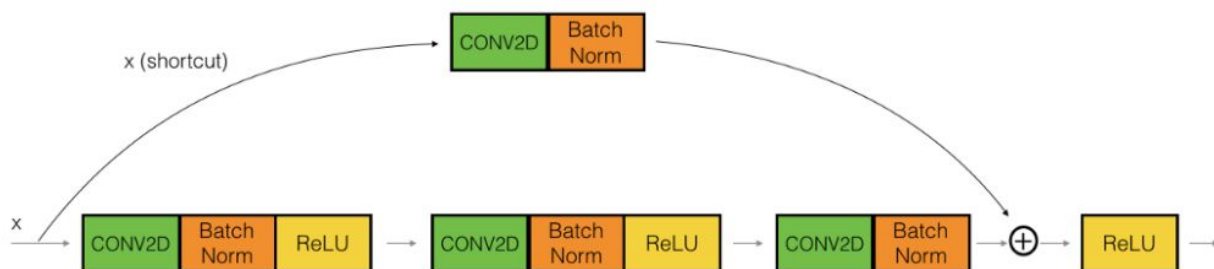 CONV2D
Batch
Norm
x (shortcut)
x
CONV2D
Batch
Norm
ReLU
CONV2D
Batch
Norm
ReLU
CONV2D
Batch
Norm
ReLU